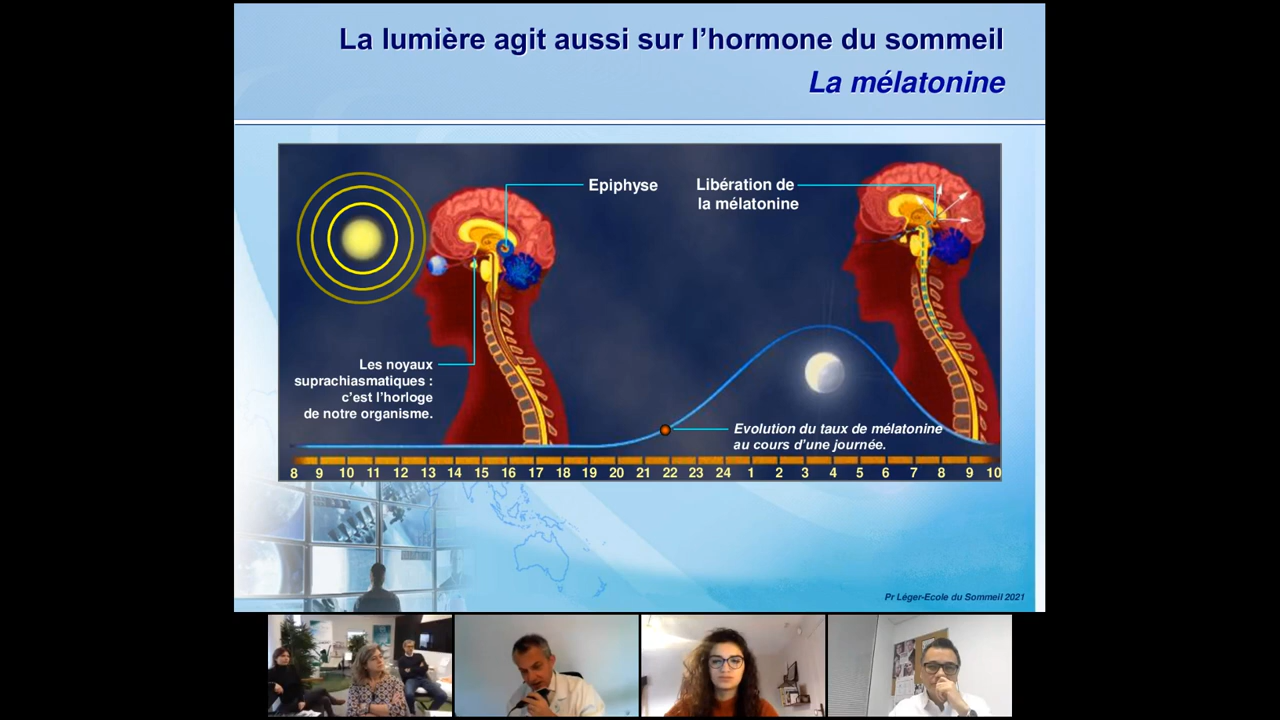 La lumière agit aussi sur l’hormone du sommeil
La mélatonine
Epiphyse
Libération de
la mélatonine
Les noyaux
suprachiasmatiques :
c’est l’horloge
de notre organisme.
Evolution du taux de mélatonine
au cours d’une journée.
8 9 10 11 12 13 14 15 16 17 18 19 20 21 22 23 24 1 2 3 4 5 6 7 8 9 10
Pr Léger-Ecole du Sommeil 2021